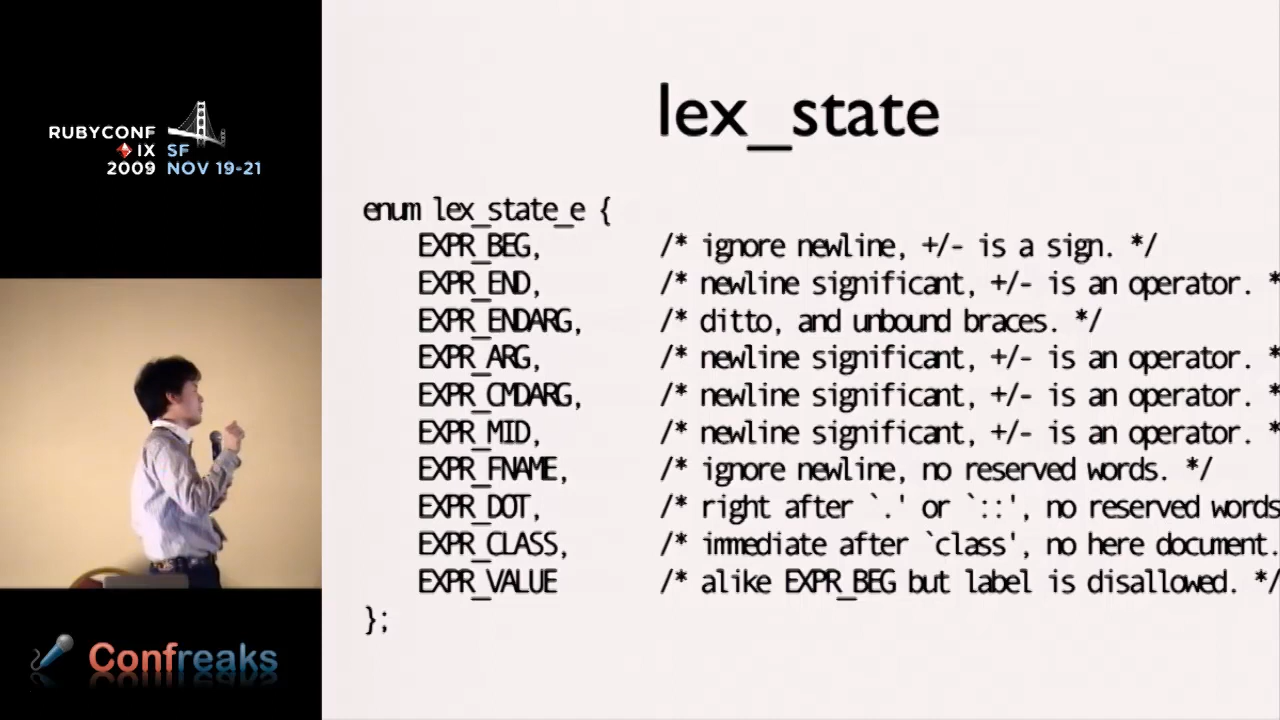 RUBYCONF
IX SF
2009 NOV 19-21
lex_state
enum lex_state_e {
EXPR_BEG, /* ignore newline, +/- is a sign. */
EXPR_END, /* newline significant, +/- is an operator. *
EXPR_ENDARG, /* ditto, and unbound braces. */
EXPR_ARG, /* newline significant, +/- is an operator. *
EXPR_CMDARG, /* newline significant, +/- is an operator. *
EXPR_MID, /* newline significant, +/- is an operator. *
EXPR_FNAME, /* ignore newline, no reserved words. */
EXPR_DOT, /* right after `.' or `::', no reserved words
EXPR_CLASS, /* immediate after `class', no here document.
EXPR_VALUE /* alike EXPR_BEG but label is disallowed. */
};
Confreaks